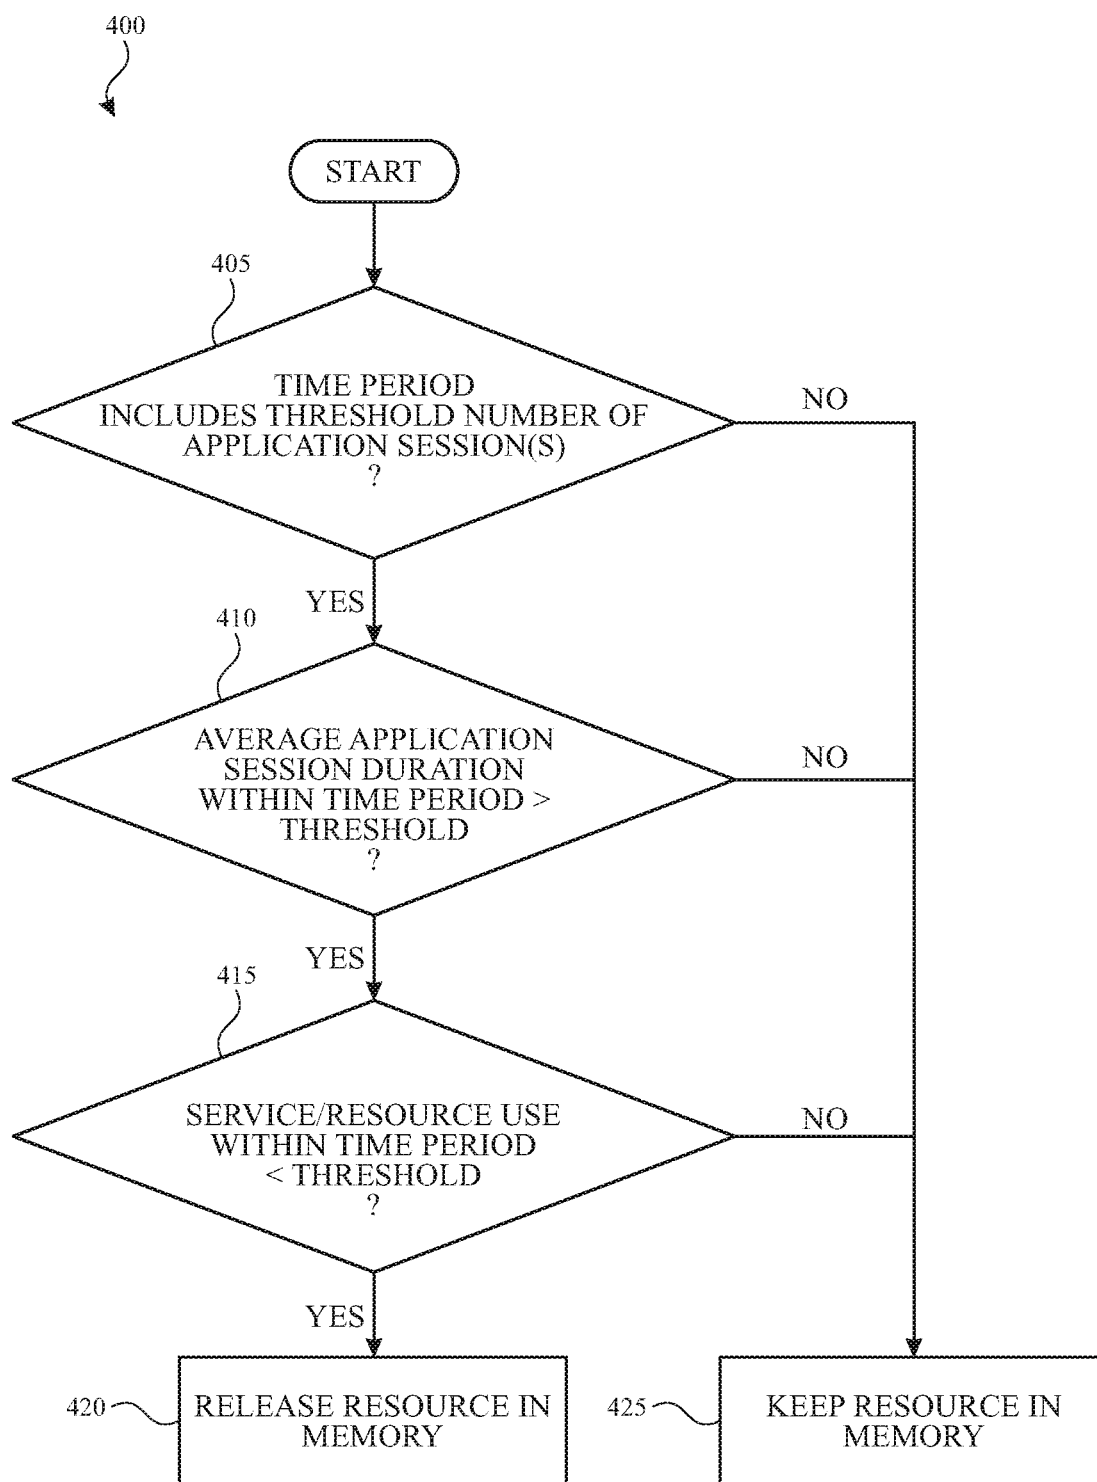 400
START
405
TIME PERIOD
INCLUDES THRESHOLD NUMBER OF
APPLICATION SESSION(S)
?
NO
YES
410
AVERAGE APPLICATION
SESSION DURATION
WITHIN TIME PERIOD >
THRESHOLD
?
NO
YES
415
SERVICE/RESOURCE USE
WITHIN TIME PERIOD
< THRESHOLD
?
NO
YES
420
RELEASE RESOURCE IN
MEMORY
425
KEEP RESOURCE IN
MEMORY